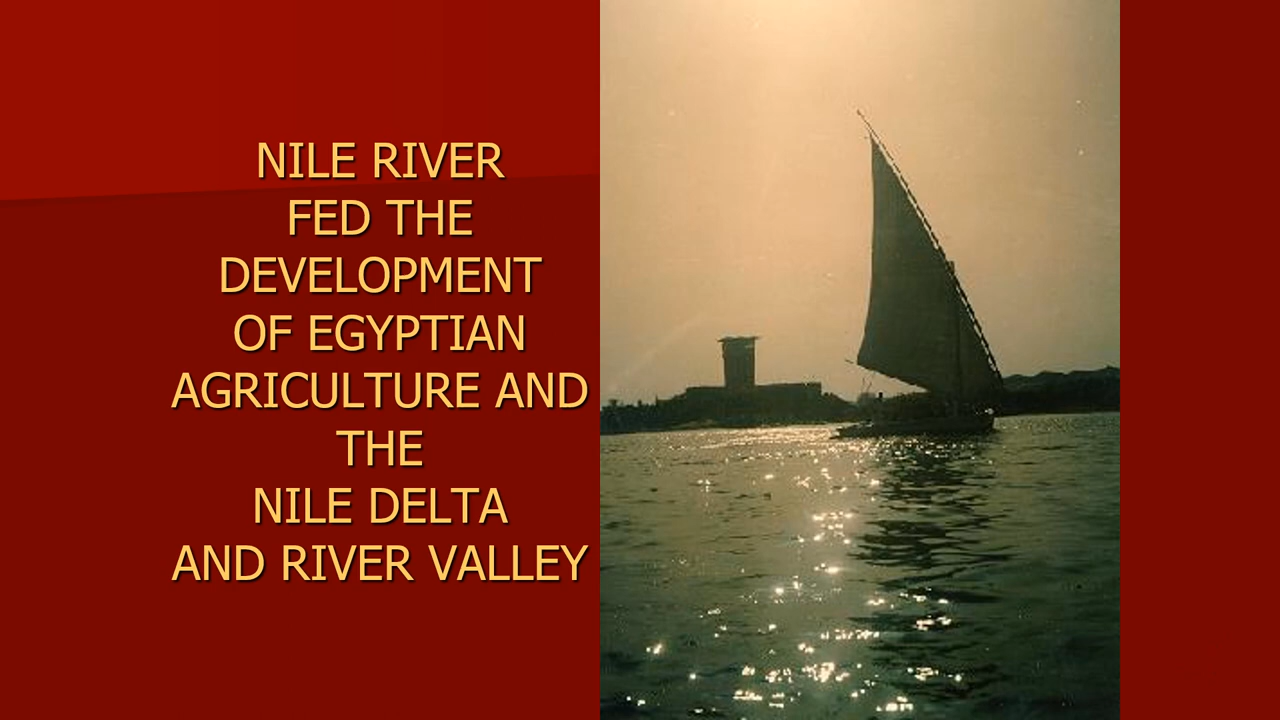 NILE RIVER
FED THE
DEVELOPMENT
OF EGYPTIAN
AGRICULTURE AND
THE
NILE DELTA
AND RIVER VALLEY